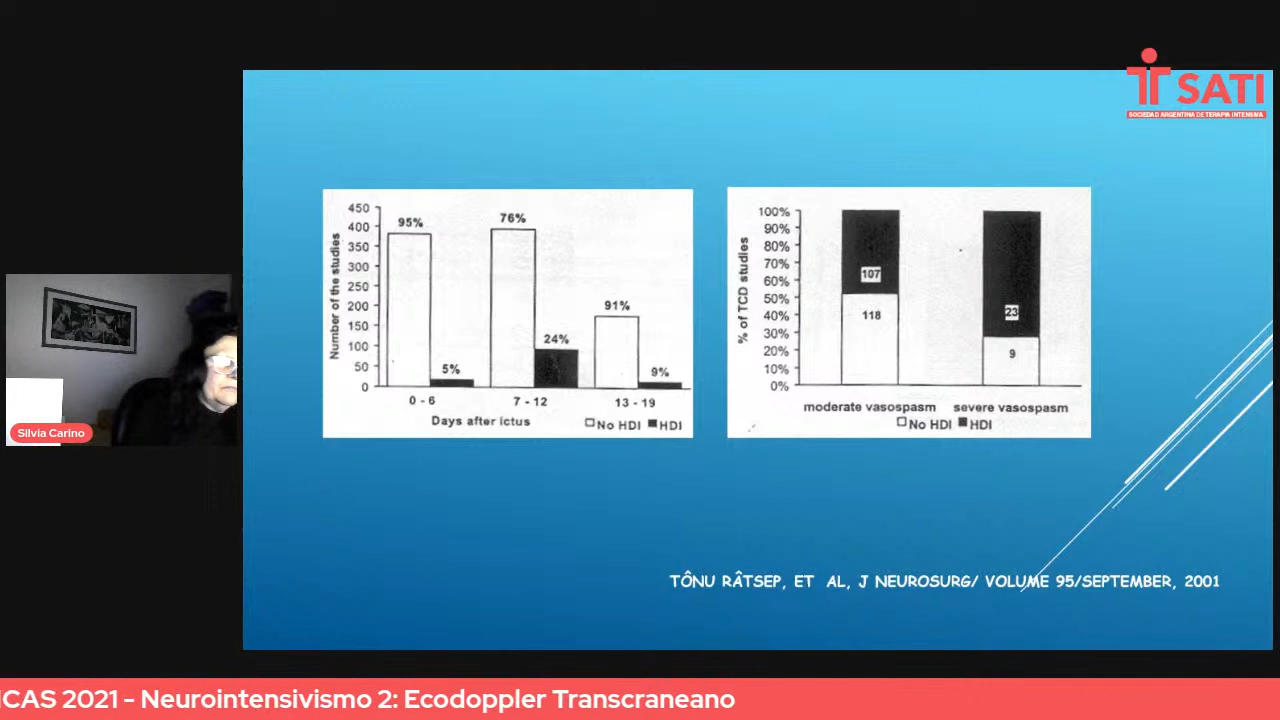 SATI
SOCIEDAD ARGENTINA DE TERAPIA INTENSIVA
Number of the studies
450
400
350
300
250
200
150
100
50
0
95%
5%
76%
24%
91%
9%
0 - 6
7 - 12
13 - 19
Days after ictus
No HDI
HDI
% of TCD studies
100%
90%
80%
70%
60%
50%
40%
30%
20%
10%
0%
107
118
23
9
moderate vasospasm
severe vasospasm
No HDI
HDI
Silvia Carino
TÔNU RÂTSEP, ET AL, J NEUROSURG/ VOLUME 95/SEPTEMBER, 2001
ICAS 2021 - Neurointensivismo 2: Ecodoppler Transcraneano